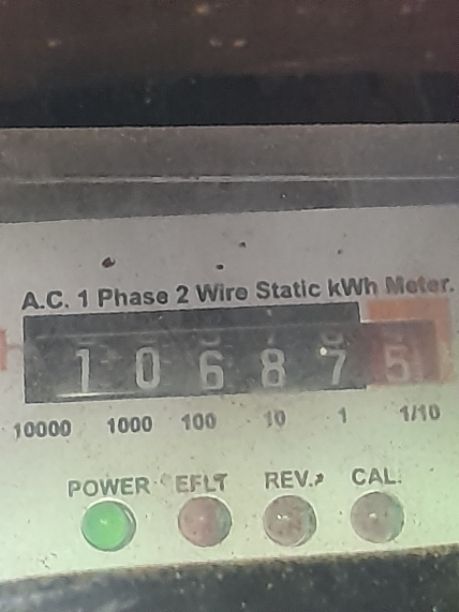 A.C. 1 Phase 2 Wire Static kWh Meter.
1 0 6 8 7 5
10000 1000 100 10 1 1/10
POWER EFLT REV. CAL.